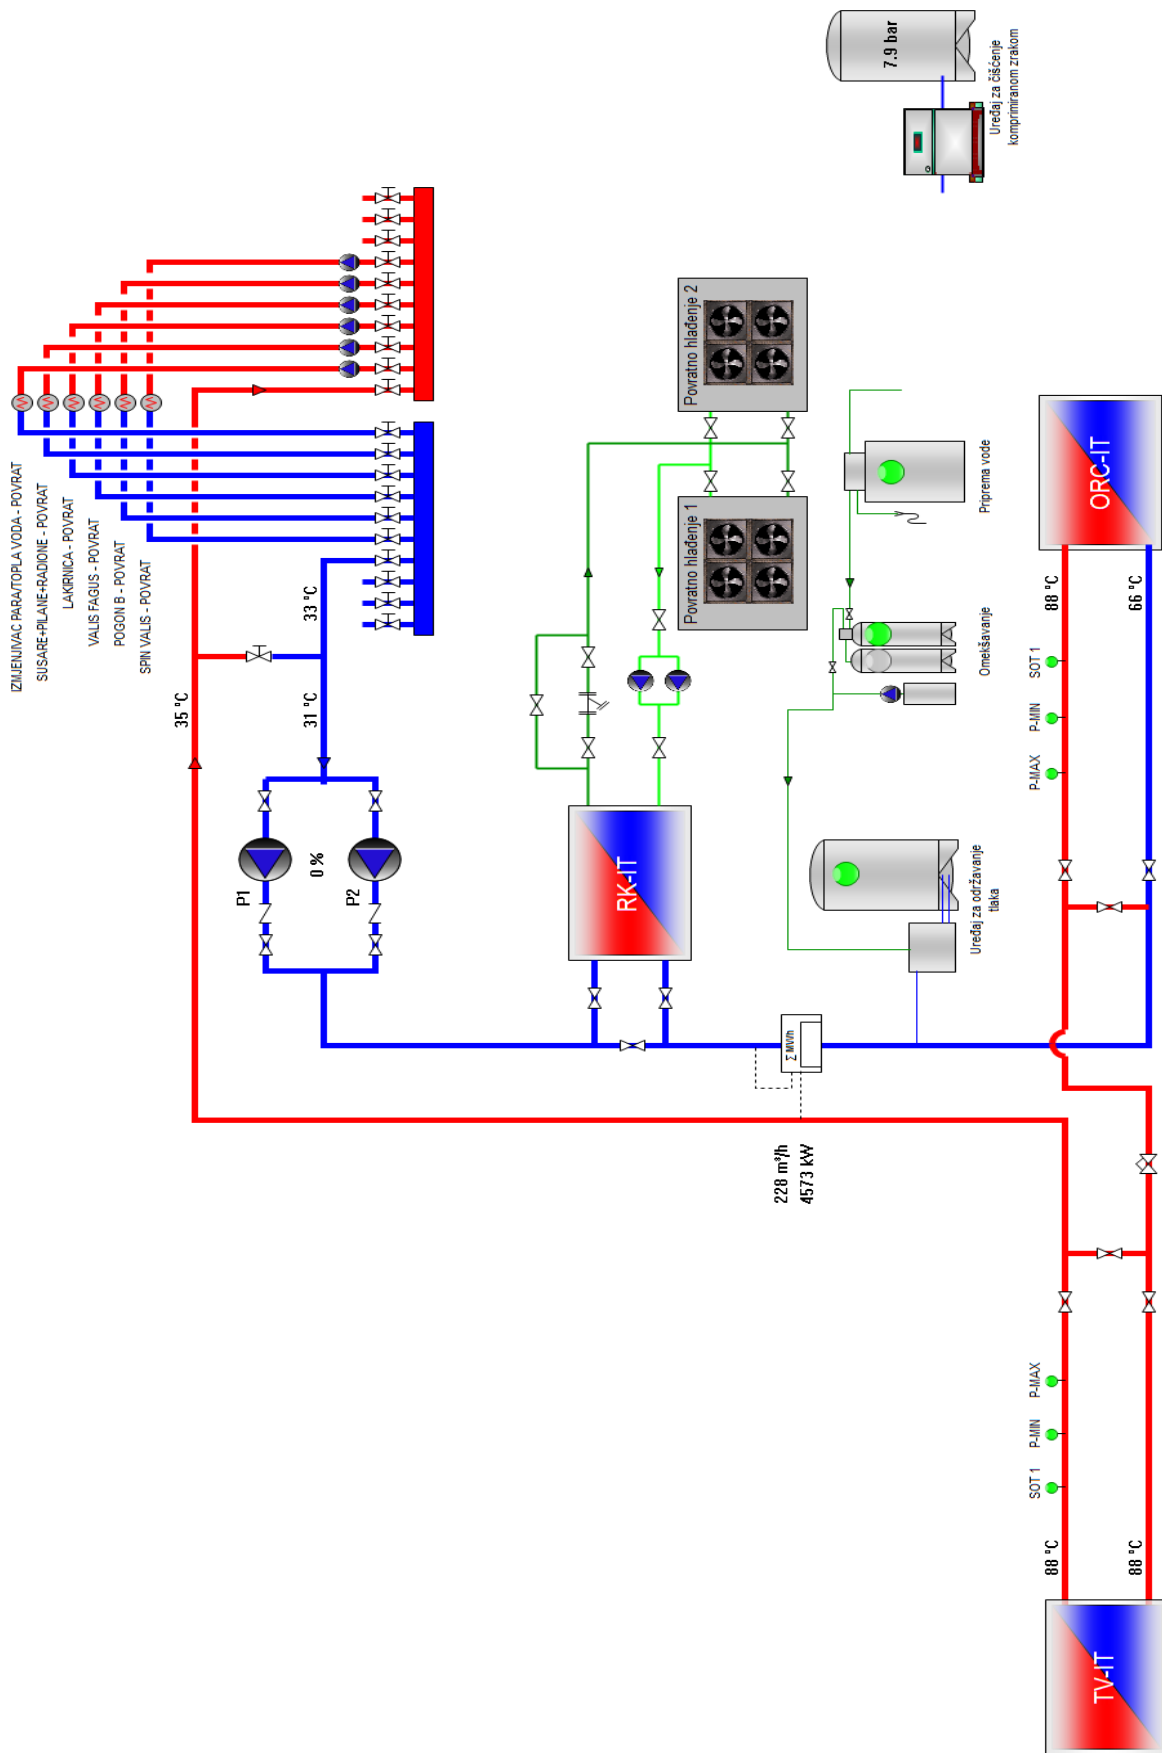 IZMJENJIVAC PARA/TOPLA VODA - POVRAT
SUSARE+PILANE+RADIONE - POVRAT
LAKIRNICA - POVRAT
VALIS FAGUS - POVRAT
POGON B - POVRAT
SPIN VALIS - POVRAT
35 °C
33 °C
31 °C
P1
0 %
P2
7.9 bar
Uređaj za čišćenje
komprimiranom zrakom
Povratno hlađenje 2
Povratno hlađenje 1
RK-IT
Priprema vode
Omekšavanje
Uređaj za održavanje
tlaka
Σ MWh
228 m³/h
4573 kW
ORC-IT
88 °C
66 °C
SOT 1
P-MIN
P-MAX
P-MAX
P-MIN
SOT 1
88 °C
88 °C
TV-IT